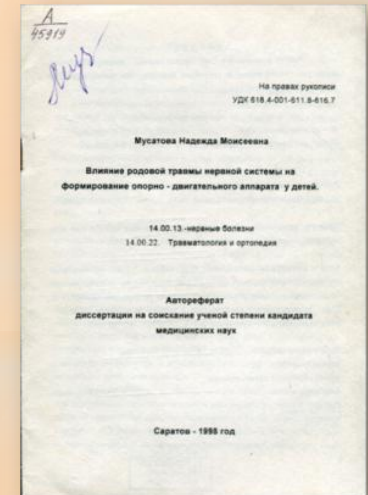 А
45919
На правах рукописи
УДК 618.4-001-611.8-616.7
Мусатова Надежда Моисеевна
Влияние родовой травмы нервной системы на
формирование опорно - двигательного аппарата у детей.
14.00.13.-нервные болезни
14.00.22. Травматология и ортопедия
Автореферат
диссертации на соискание ученой степени кандидата
медицинских наук
Саратов - 1998 год